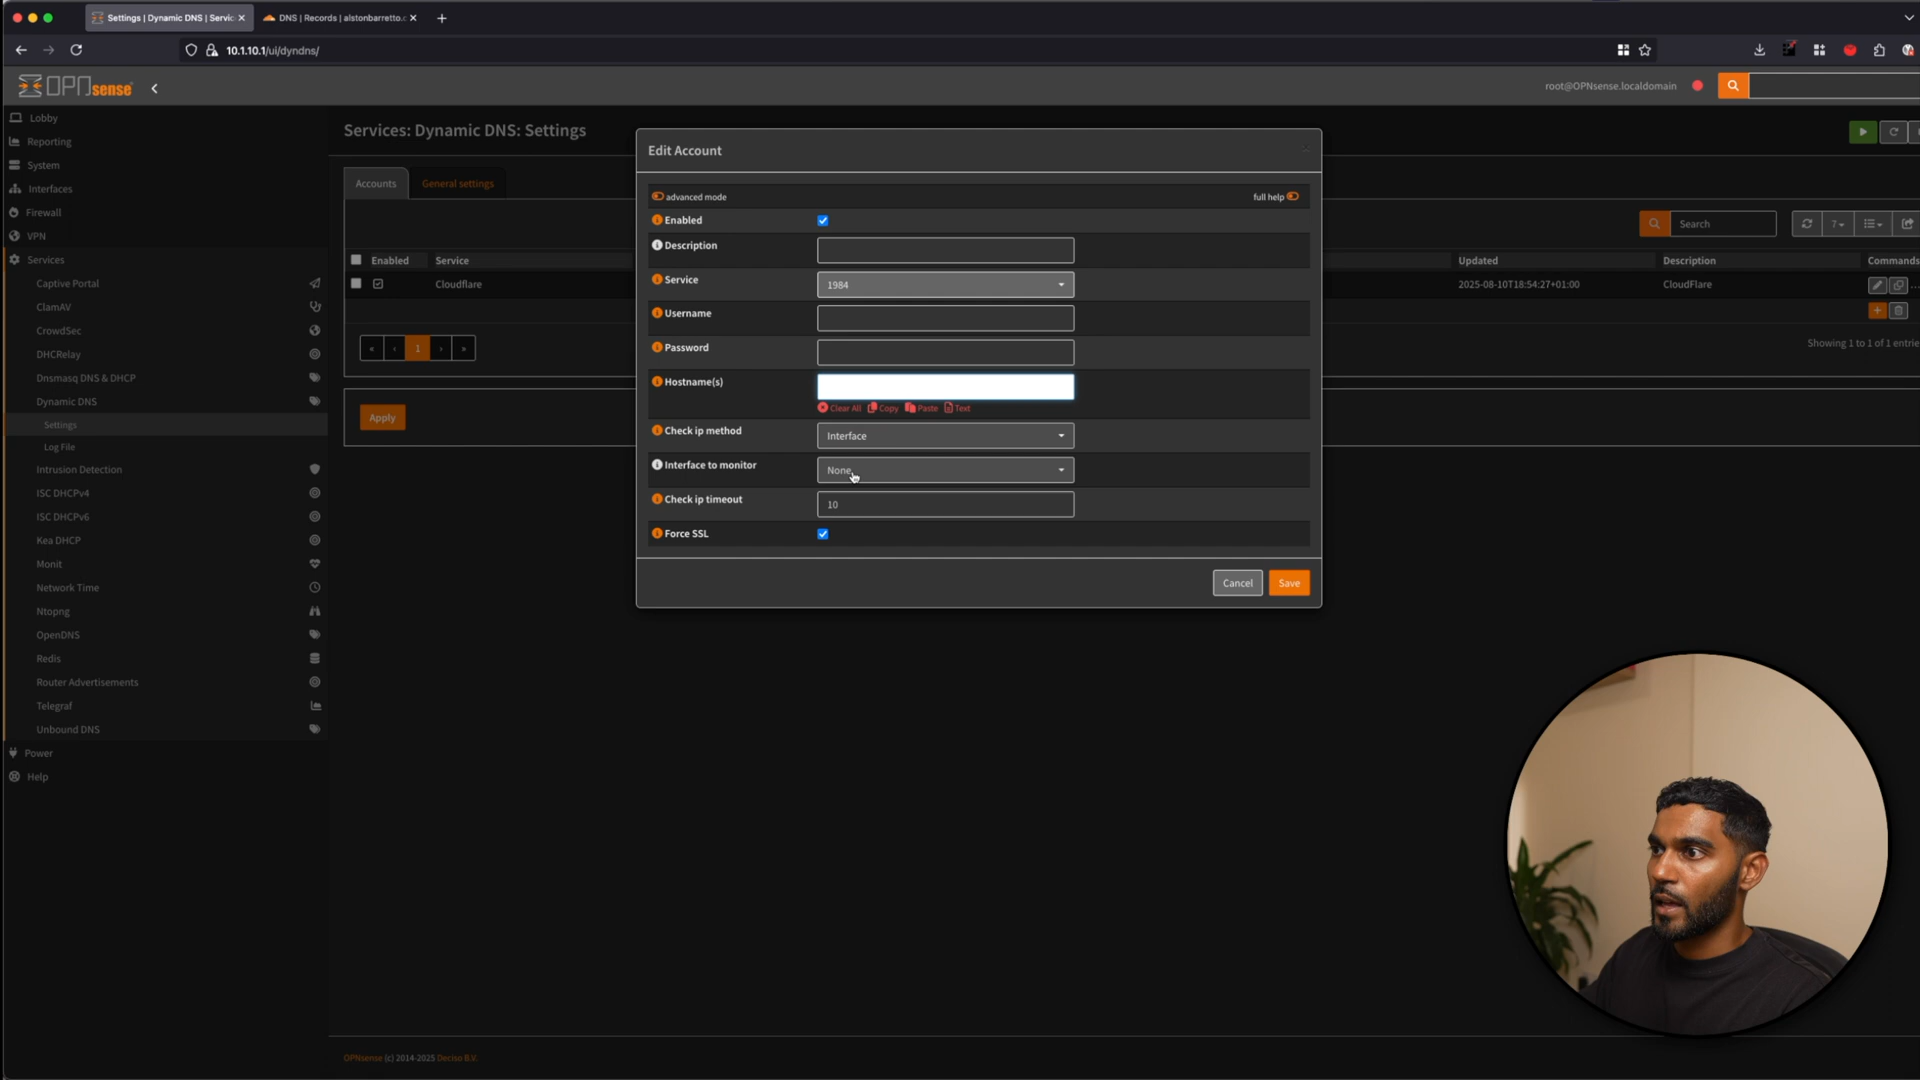 Settings | Dynamic DNS | Servic
DNS | Records | alstonbarretto.c
10.1.10.1/ui/dyndns/
OPNsense
root@OPNsense.localdomain
Lobby
Reporting
System
Interfaces
Firewall
VPN
Services
Captive Portal
ClamAV
CrowdSec
DHCRelay
Dnsmasq DNS & DHCP
Dynamic DNS
Settings
Log File
Intrusion Detection
ISC DHCPv4
ISC DHCPv6
Kea DHCP
Monit
Network Time
Ntopng
OpenDNS
Redis
Router Advertisements
Telegraf
Unbound DNS
Power
Help
Services: Dynamic DNS: Settings
Accounts
General settings
Search
Enabled
Service
Updated
Description
Commands
Cloudflare
2025-08-10T18:54:27+01:00
CloudFlare
« ‹ 1 › »
Showing 1 to 1 of 1 entrie
Apply
Edit Account
advanced mode
full help
Enabled
Description
Service
1984
Username
Password
Hostname(s)
Clear All Copy Paste Text
Check ip method
Interface
Interface to monitor
None
Check ip timeout
10
Force SSL
Cancel
Save
OPNsense (c) 2014-2025 Deciso B.V.